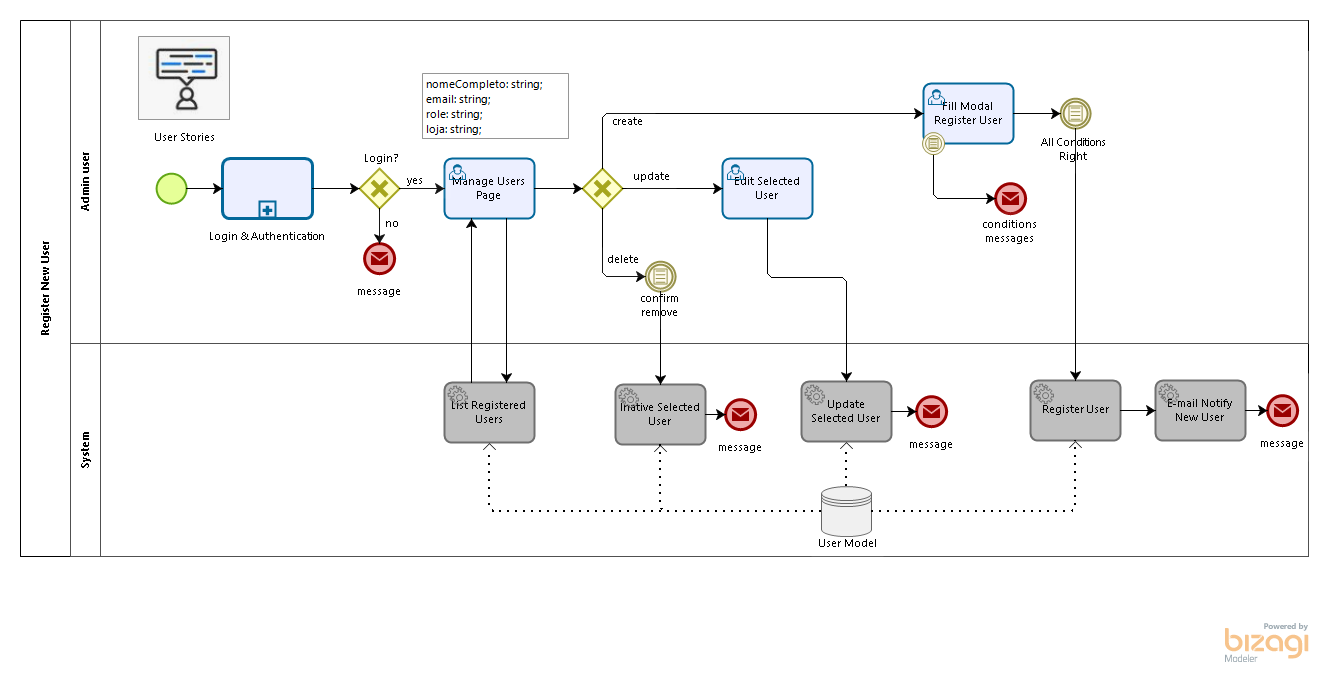 Register New User
Admin user
User Stories
nomeCompleto: string;
email: string;
role: string;
loja: string;
Login & Authentication
Login?
yes
no
message
Manage Users
Page
create
update
delete
Edit Selected
User
confirm
remove
Fill Modal
Register User
All Conditions
Right
conditions
messages
System
List Registered
Users
Inative Selected
User
message
Update
Selected User
message
Register User
E-mail Notify
New User
message
User Model
Powered by
bizagi
Modeler